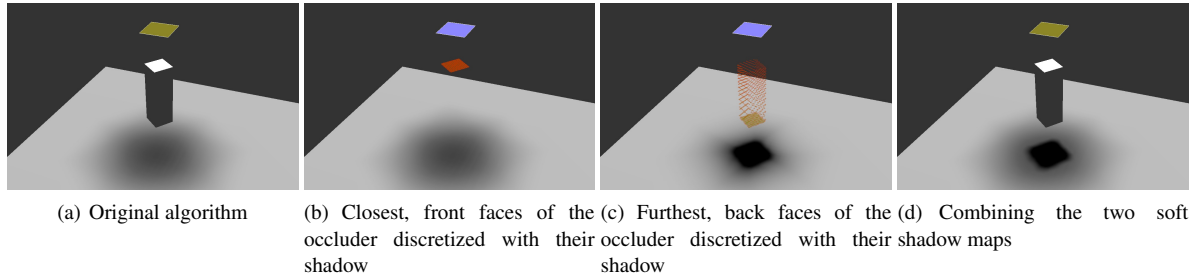 (a) Original algorithm
(b) Closest, front faces of the
occluder discretized with their
shadow
(c) Furthest, back faces of the
occluder discretized with their
shadow
(d) Combining the two soft
shadow maps